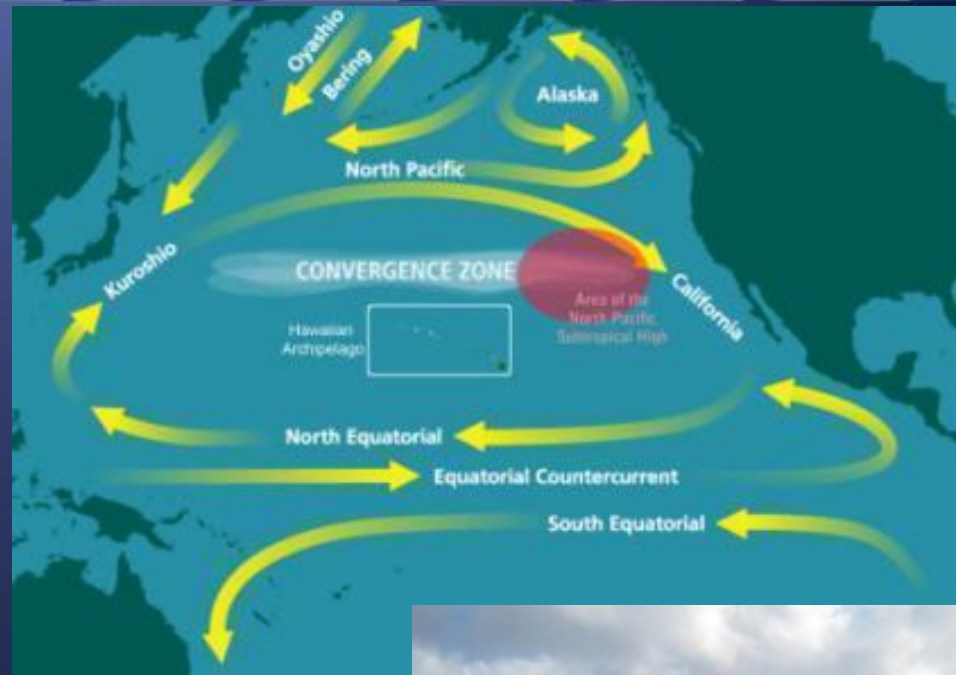 Oyashio
Bering
Alaska
North Pacific
Kuroshio
CONVERGENCE ZONE
California
Area of the
North Pacific,
Subtropical High
Hawaiian
Archipelago
North Equatorial
Equatorial Countercurrent
South Equatorial